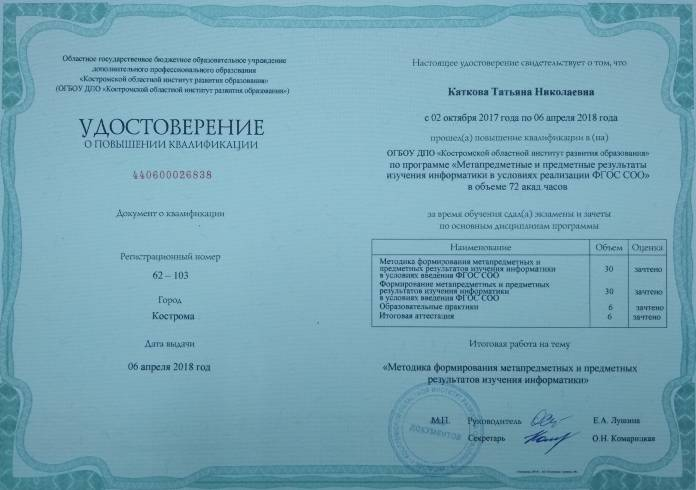 Областное государственное бюджетное образовательное учреждение
дополнительного профессионального образования
«Костромской областной институт развития образования»
(ОГБОУ ДПО «Костромской областной институт развития образования»)
УДОСТОВЕРЕНИЕ
О ПОВЫШЕНИИ КВАЛИФИКАЦИИ
440600026838
Документ о квалификации
Регистрационный номер
62 – 103
Город
Кострома
Дата выдачи
06 апреля 2018 год
Настоящее удостоверение свидетельствует о том, что
Каткова Татьяна Николаевна
с 02 октября 2017 года по 06 апреля 2018 года
прошел(а) повышение квалификации в (на)
ОГБОУ ДПО «Костромской областной институт развития образования»
по программе «Метапредметные и предметные результаты
изучения информатики в условиях реализации ФГОС СОО»
в объеме 72 акад.часов
за время обучения сдал(а) экзамены и зачеты
по основным дисциплинам программы
Наименование Объем Оценка
Методика формирования метапредметных и
предметных результатов изучения информатики 30 зачтено
в условиях введения ФГОС СОО
Формирование метапредметных и предметных
результатов изучения информатики 30 зачтено
в условиях введения ФГОС СОО
Образовательные практики 6 зачтено
Итоговая аттестация 6 зачтено
Итоговая работа на тему
«Методика формирования метапредметных и предметных
результатов изучения информатики»
М.П. Руководитель Е.А. Лушина
Секретарь О.Н. Комарицкая